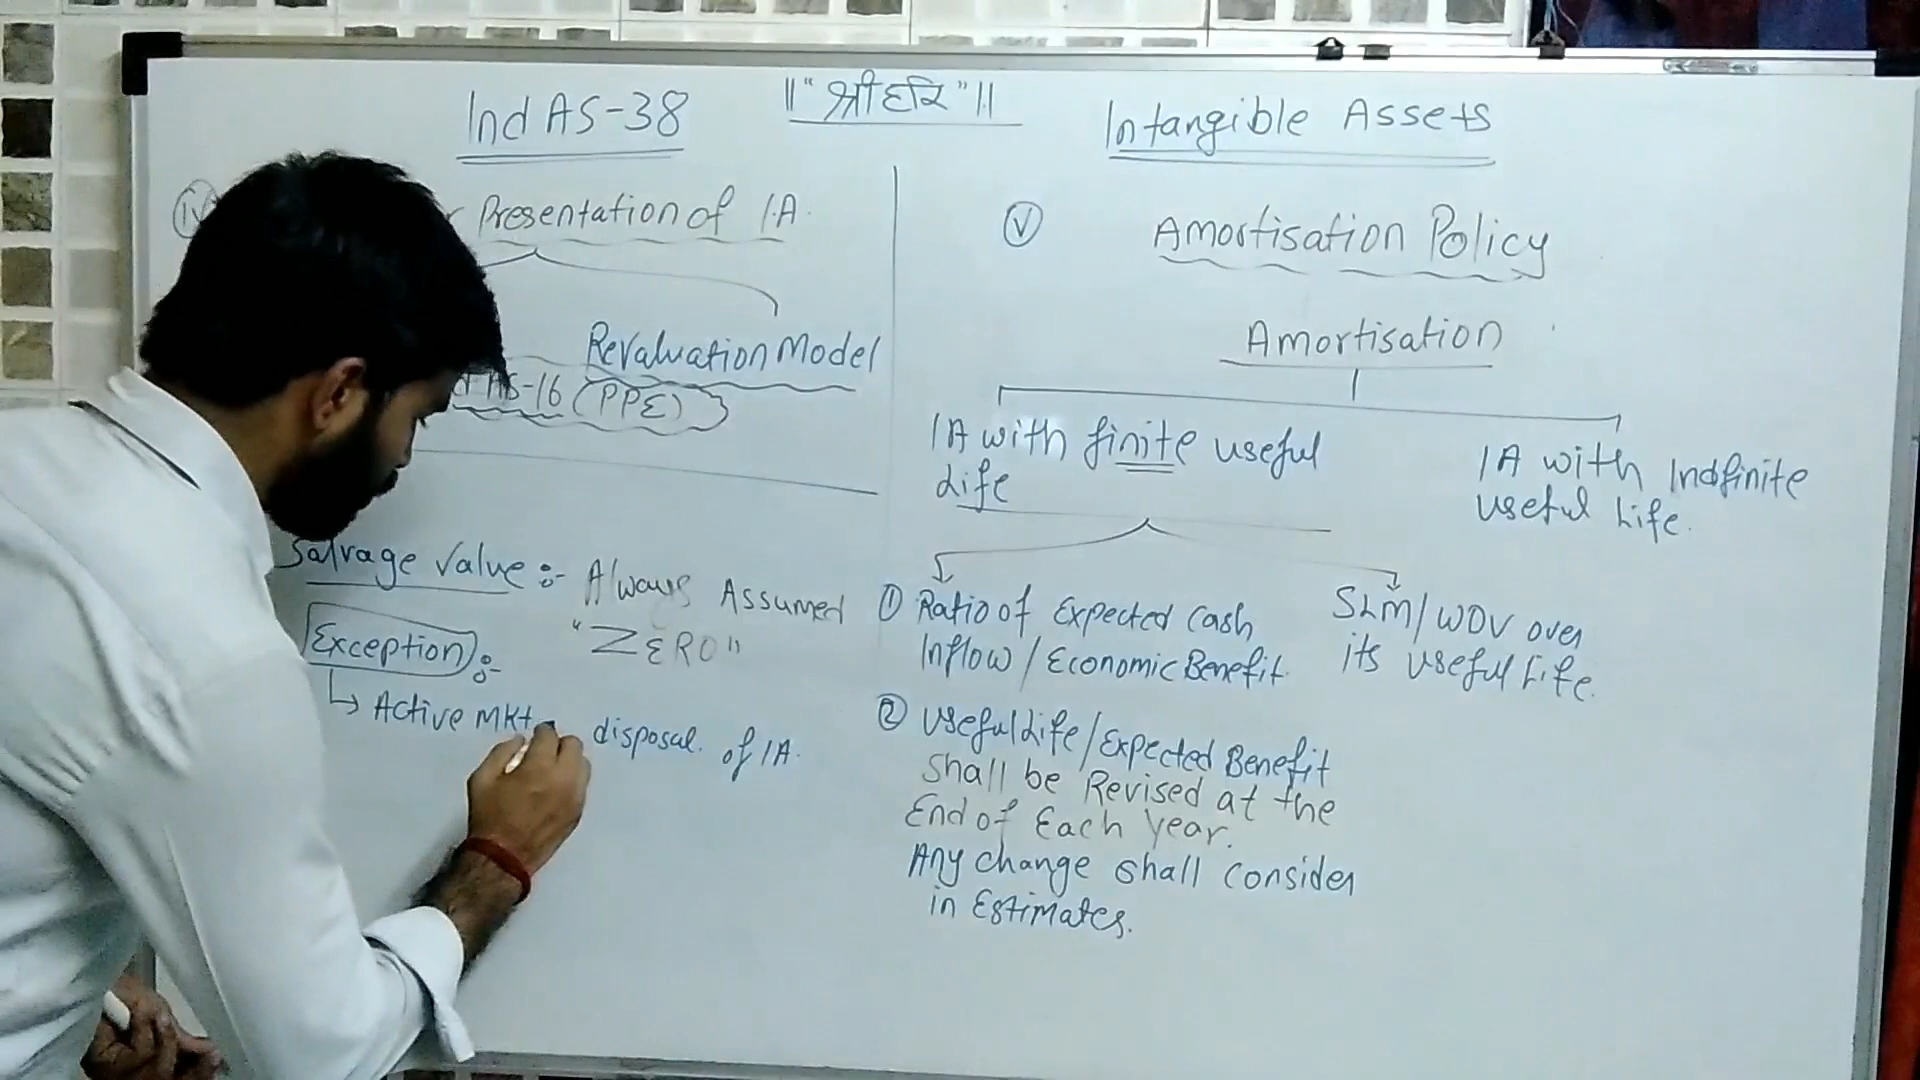 Ind AS-38
॥ "श्री हरि" ॥
Intangible Assets
Presentation of I.A.
Revaluation Model
AS-16 (PPE)
Salvage Value :- Always Assumed
"ZERO"
Exception :-
↳ Active Mkt disposal. of IA.
Ⓥ Amortisation Policy
Amortisation
IA with finite useful
Life
IA with Indfinite
useful Life.
① Ratio of Expected Cash
Inflow / Economic Benefit.
SLM/WDV over
its useful Life.
② Useful Life/Expected Benefit
Shall be Revised at the
End of Each Year.
Any change shall consider
in Estimates.